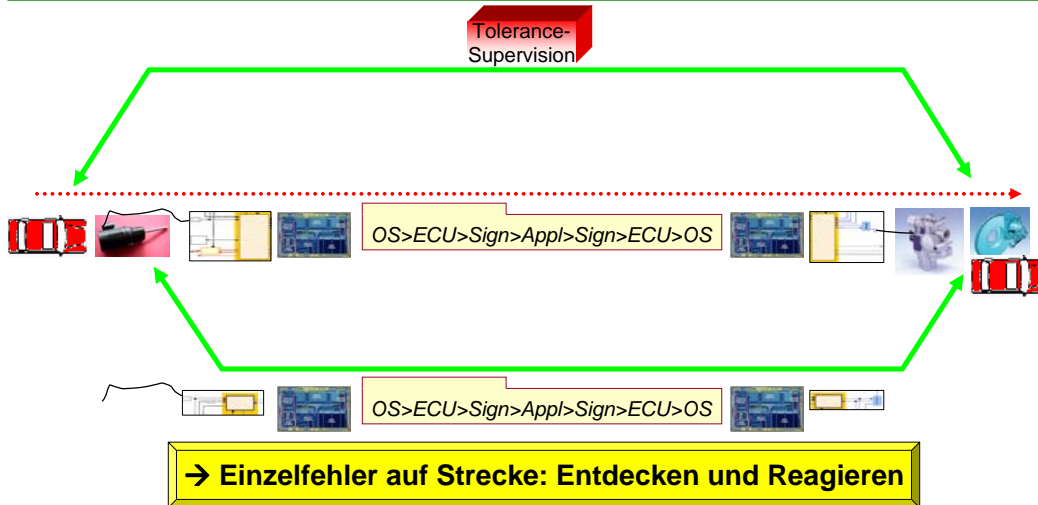 Tolerance-
Supervision
OS>ECU>Sign>Appl>Sign>ECU>OS
OS>ECU>Sign>Appl>Sign>ECU>OS
→ Einzelfehler auf Strecke: Entdecken und Reagieren